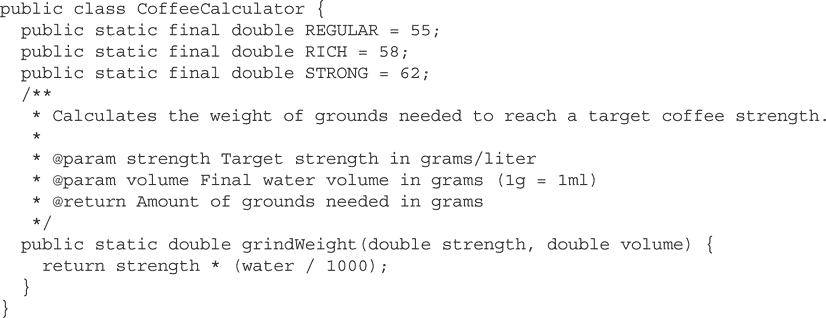 public class CoffeeCalculator {
  public static final double REGULAR = 55;
  public static final double RICH = 58;
  public static final double STRONG = 62;
  /**
   * Calculates the weight of grounds needed to reach a target coffee strength.
   *
   * @param strength Target strength in grams/liter
   * @param volume Final water volume in grams (1g = 1ml)
   * @return Amount of grounds needed in grams
   */
  public static double grindWeight(double strength, double volume) {
    return strength * (water / 1000);
  }
}